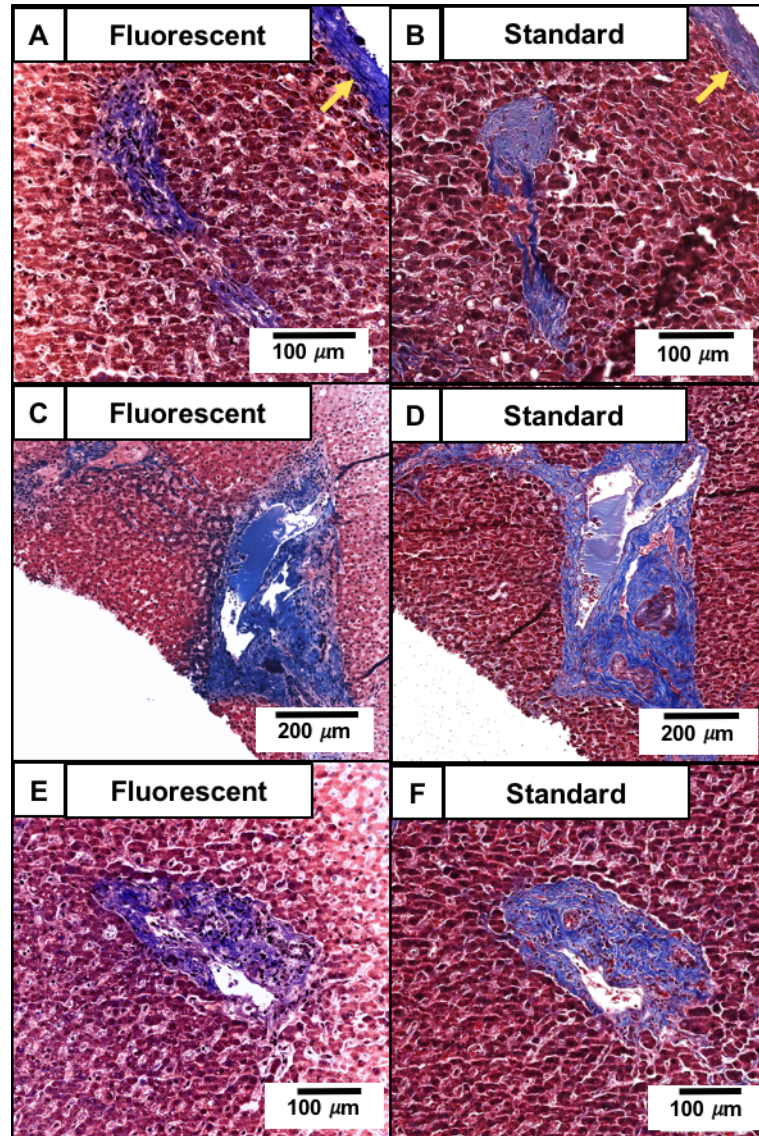 A Fluorescent
B Standard
100 μm
100 μm
C Fluorescent
D Standard
200 μm
200 μm
E Fluorescent
F Standard
100 μm
100 μm